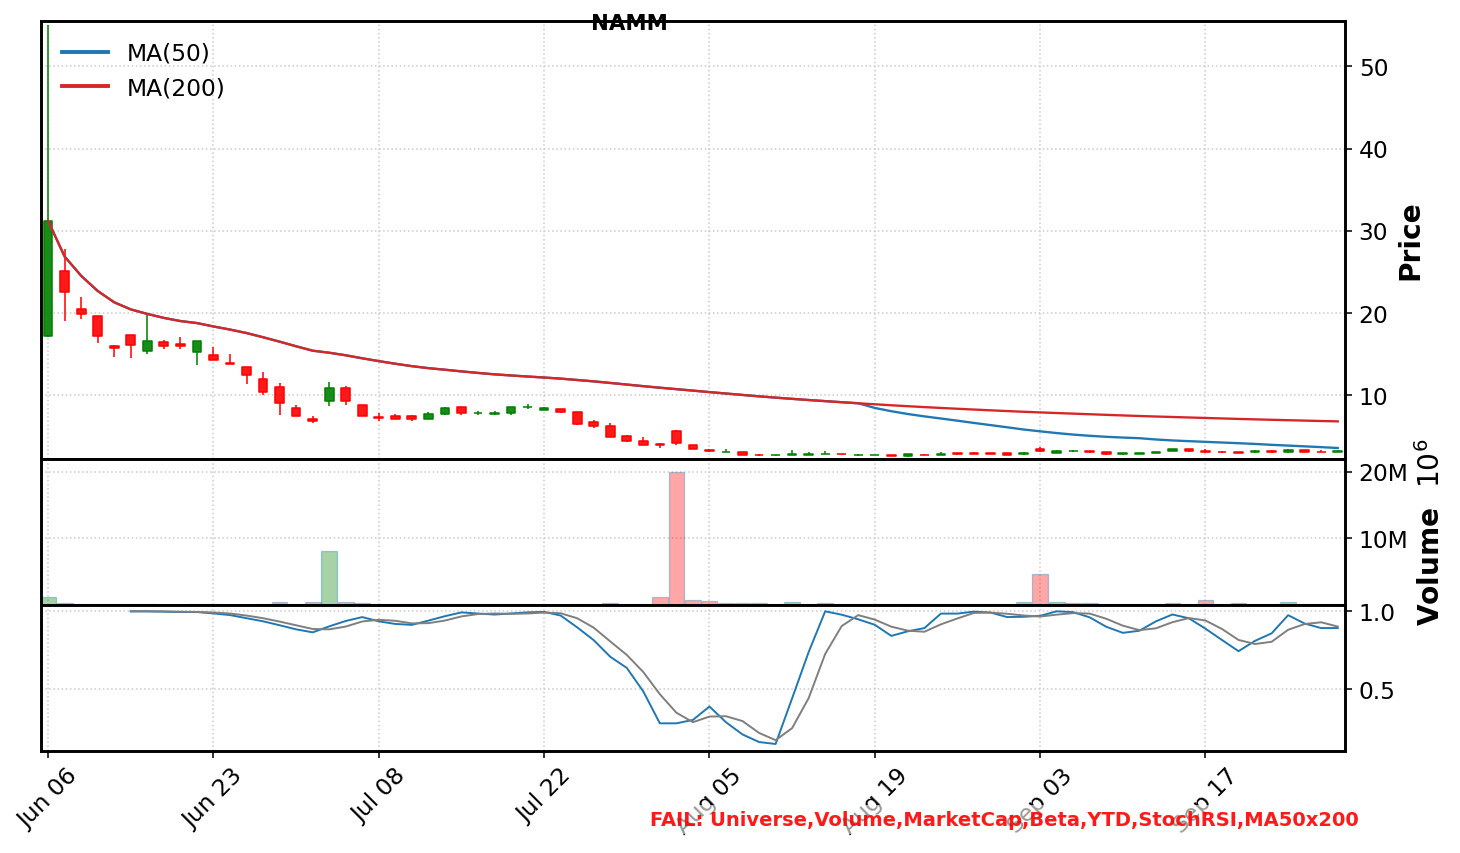 NAMM
MA(50)
MA(200)
50
40
30
20
10
Price
20M
10M
Volume 10^6
1.0
0.5
Jun 06
Jun 23
Jul 08
Jul 22
Aug 05
Aug 19
Sep 03
Sep 17
FAIL: Universe,Volume,MarketCap,Beta,YTD,StochRSI,MA50x200